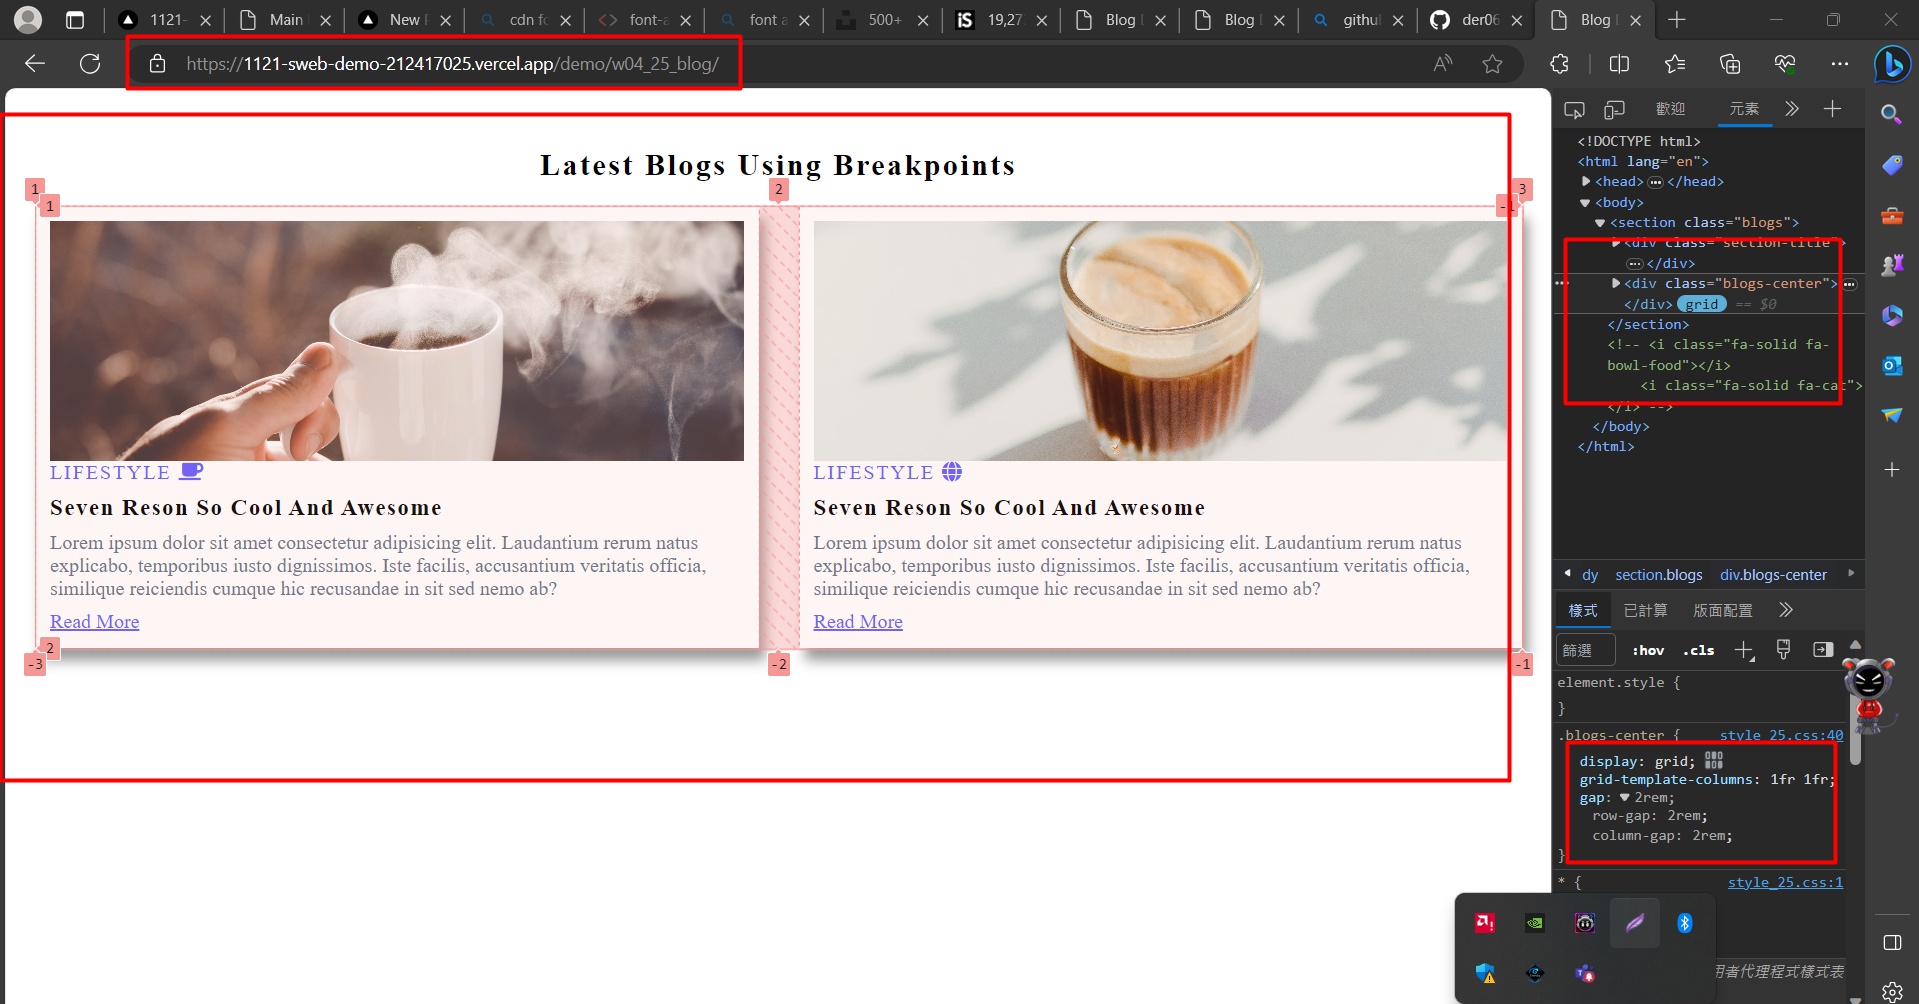 1121-
Main
New
cdn fo
font-a
font a
500+
iS
19,27
Blog
Blog
githu
der06
Blog
https://1121-sweb-demo-212417025.vercel.app/demo/w04_25_blog/
歡迎
元素
Latest Blogs Using Breakpoints
1
1
2
3
-1
LIFESTYLE
Seven Reson So Cool And Awesome
Lorem ipsum dolor sit amet consectetur adipisicing elit. Laudantium rerum natus
explicabo, temporibus iusto dignissimos. Iste facilis, accusantium veritatis officia,
similique reiciendis cumque hic recusandae in sit sed nemo ab?
Read More
LIFESTYLE
Seven Reson So Cool And Awesome
Lorem ipsum dolor sit amet consectetur adipisicing elit. Laudantium rerum natus
explicabo, temporibus iusto dignissimos. Iste facilis, accusantium veritatis officia,
similique reiciendis cumque hic recusandae in sit sed nemo ab?
Read More
2
-3
-2
-1
<!DOCTYPE html>
<html lang="en">
<head> ••• </head>
<body>
<section class="blogs">
<div class="section-title">
••• </div>
••• <div class="blogs-center"> •••
</div> grid == $0
</section>
<!-- <i class="fa-solid fa-
bowl-food"></i>
<i class="fa-solid fa-cat">
</i> -->
</body>
</html>
dy section.blogs div.blogs-center
樣式 已計算 版面配置
篩選 :hov .cls
element.style {
}
.blogs-center { style_25.css:40
display: grid;
grid-template-columns: 1fr 1fr;
gap: 2rem;
row-gap: 2rem;
column-gap: 2rem;
}
* { style_25.css:1
用者代理程式樣式表